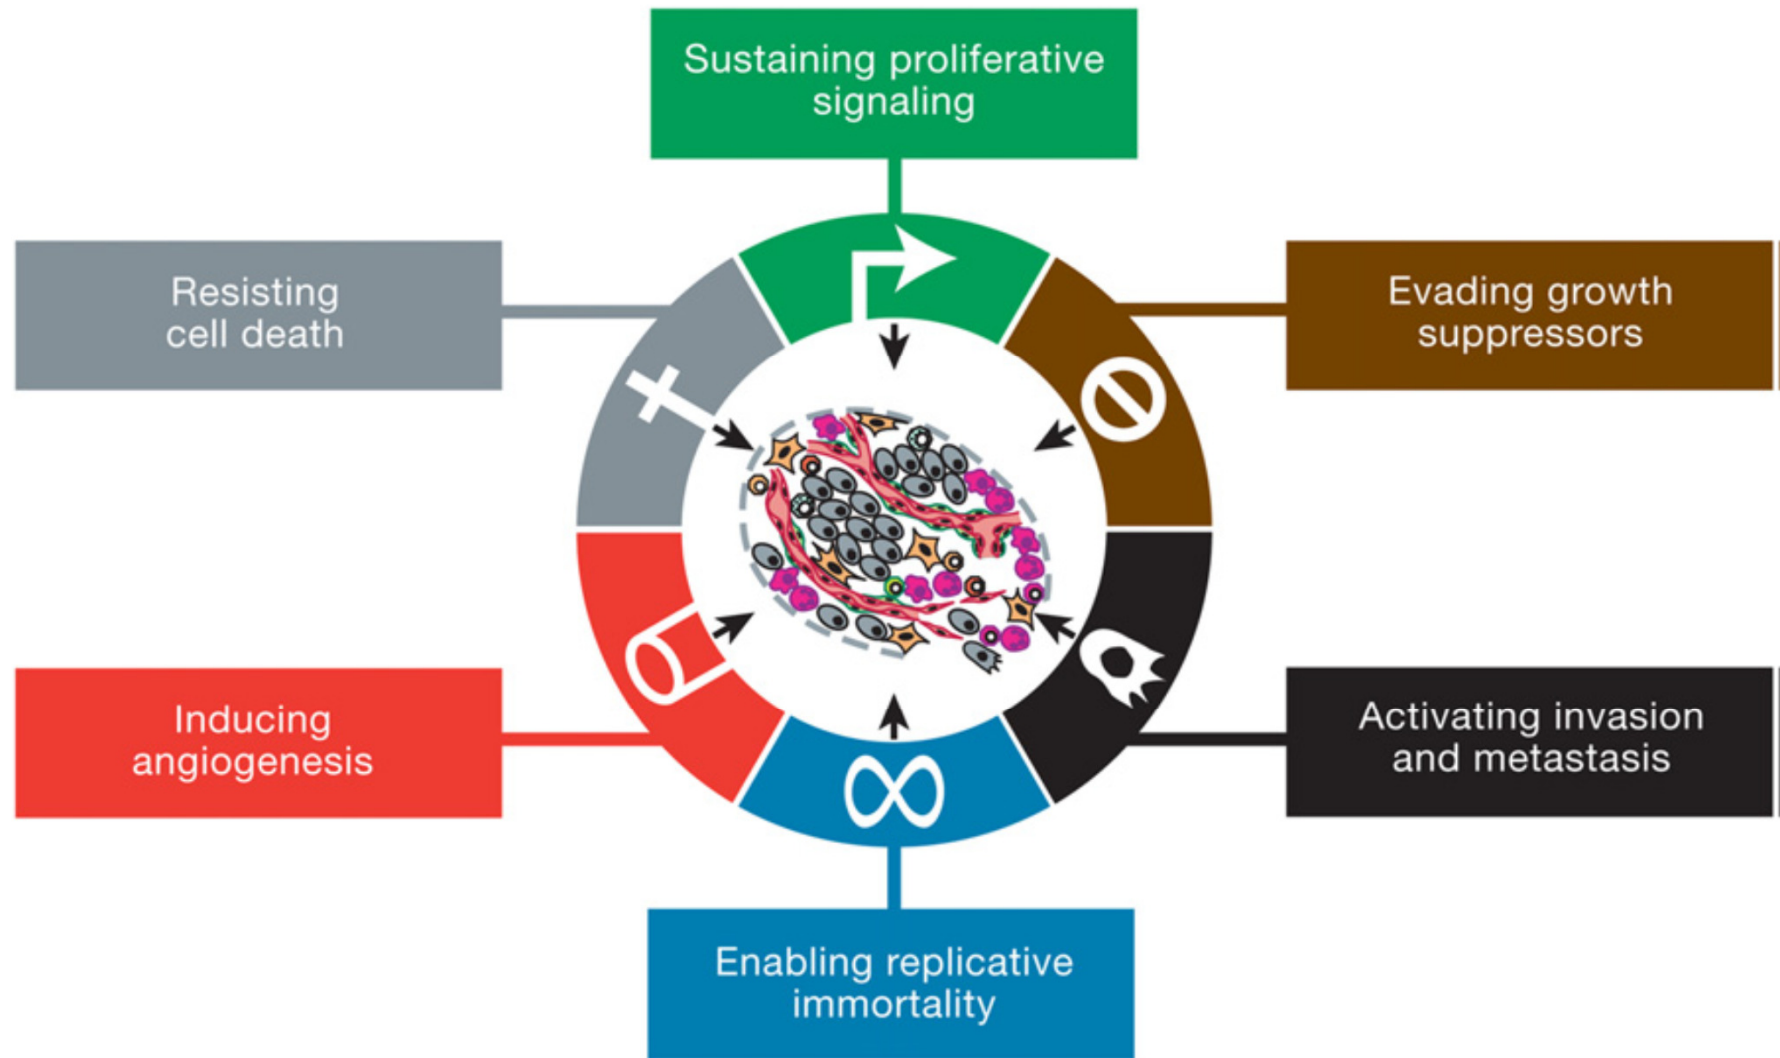 Sustaining proliferative
signaling
Resisting
cell death
Evading growth
suppressors
Inducing
angiogenesis
Activating invasion
and metastasis
Enabling replicative
immortality